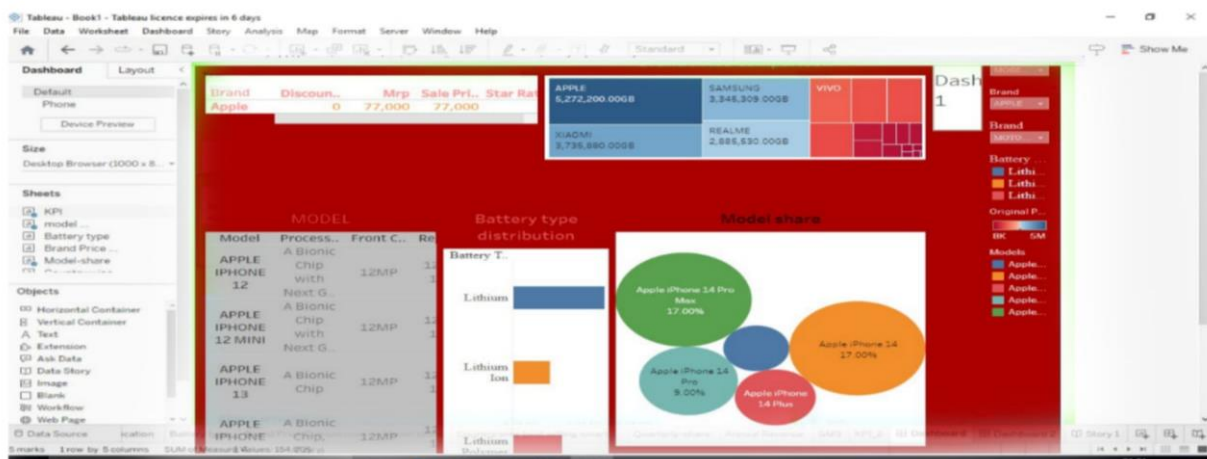 Tableau - Book1 - Tableau licence expires in 6 days
File Data Worksheet Dashboard Story Analysis Map Format Server Window Help
Standard
Show Me
Dashboard Layout
Default
Phone
Device Preview
Size
Desktop Browser (1000 x 8...
Sheets
KPI
model ...
Battery type
Brand Price ...
Model-share
Objects
Horizontal Container
Vertical Container
Text
Extension
Ask Data
Data Story
Image
Blank
Workflow
Web Page
Brand Discoun.. Mrp Sale Pri.. Star Rat
Apple 0 77,000 77,000
APPLE
5,272,200.00GB
SAMSUNG
3,348,309.00GB
VIVO
XIAOMI
REALME
Dash
1
Brand
APPLE
Brand
MOTO...
Battery ...
Lithi...
Lithi...
Lithi...
Original P...
8K 5M
Models
Apple...
Apple...
Apple...
Apple...
Apple...
MODEL
Model Process.. Front C.. Re
APPLE IPHONE 12
A Bionic Chip with Next G..
12MP
APPLE IPHONE 12 MINI
A Bionic Chip with Next G..
12MP
APPLE IPHONE 13
A Bionic Chip
12MP
APPLE IPHONE
A Bionic Chip,
12MP
Battery type
distribution
Battery T..
Lithium
Lithium
Ion
Lithium
Polymer
Model share
Apple iPhone 14 Pro
Max
17.00%
Apple iPhone 14
17.00%
Apple iPhone 14
Pro
9.00%
Apple iPhone
14 Plus
Data Source
Story 1
5 marks 1 row by 5 columns